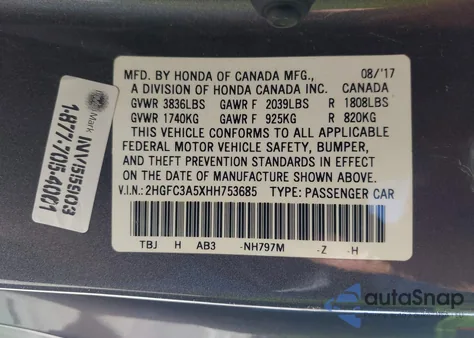 MFD. BY HONDA OF CANADA MFG., 08/'17
A DIVISION OF HONDA CANADA INC. CANADA
GVWR 3836LBS GAWR F 2039LBS R 1808LBS
GVWR 1740KG GAWR F 925KG R 820KG
THIS VEHICLE CONFORMS TO ALL APPLICABLE
FEDERAL MOTOR VEHICLE SAFETY, BUMPER,
AND THEFT PREVENTION STANDARDS IN EFFECT
ON THE DATE OF MANUFACTURE SHOWN ABOVE.
V.I.N.: 2HGFC3A5XHH753685 TYPE: PASSENGER CAR
TBJ H AB3 -NH797M -Z -H
Mark
1-877-705-4001
autaSnap